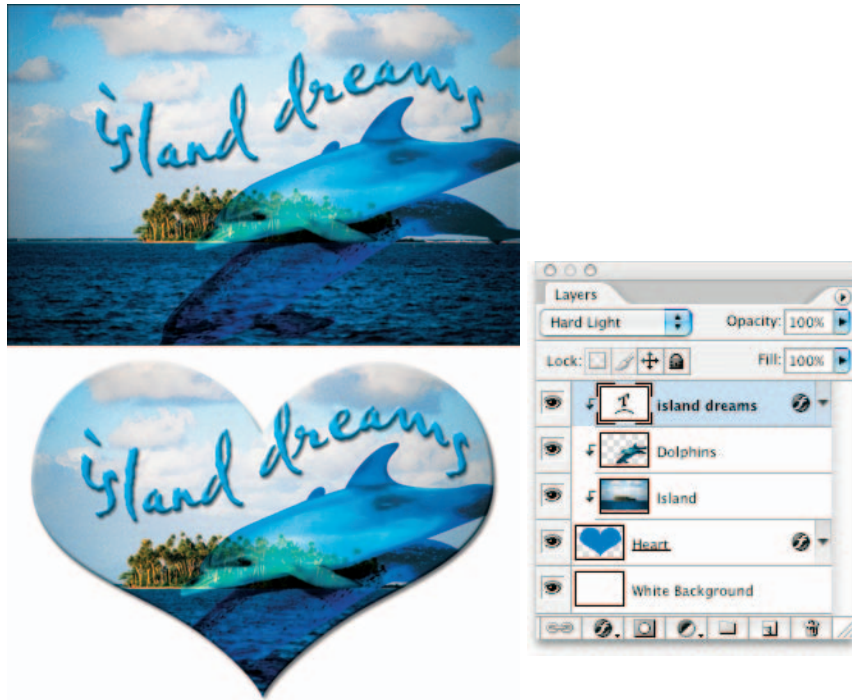 island dreams
island dreams
Layers
Hard Light Opacity: 100%
Lock: Fill: 100%
island dreams
Dolphins
Island
Heart
White Background